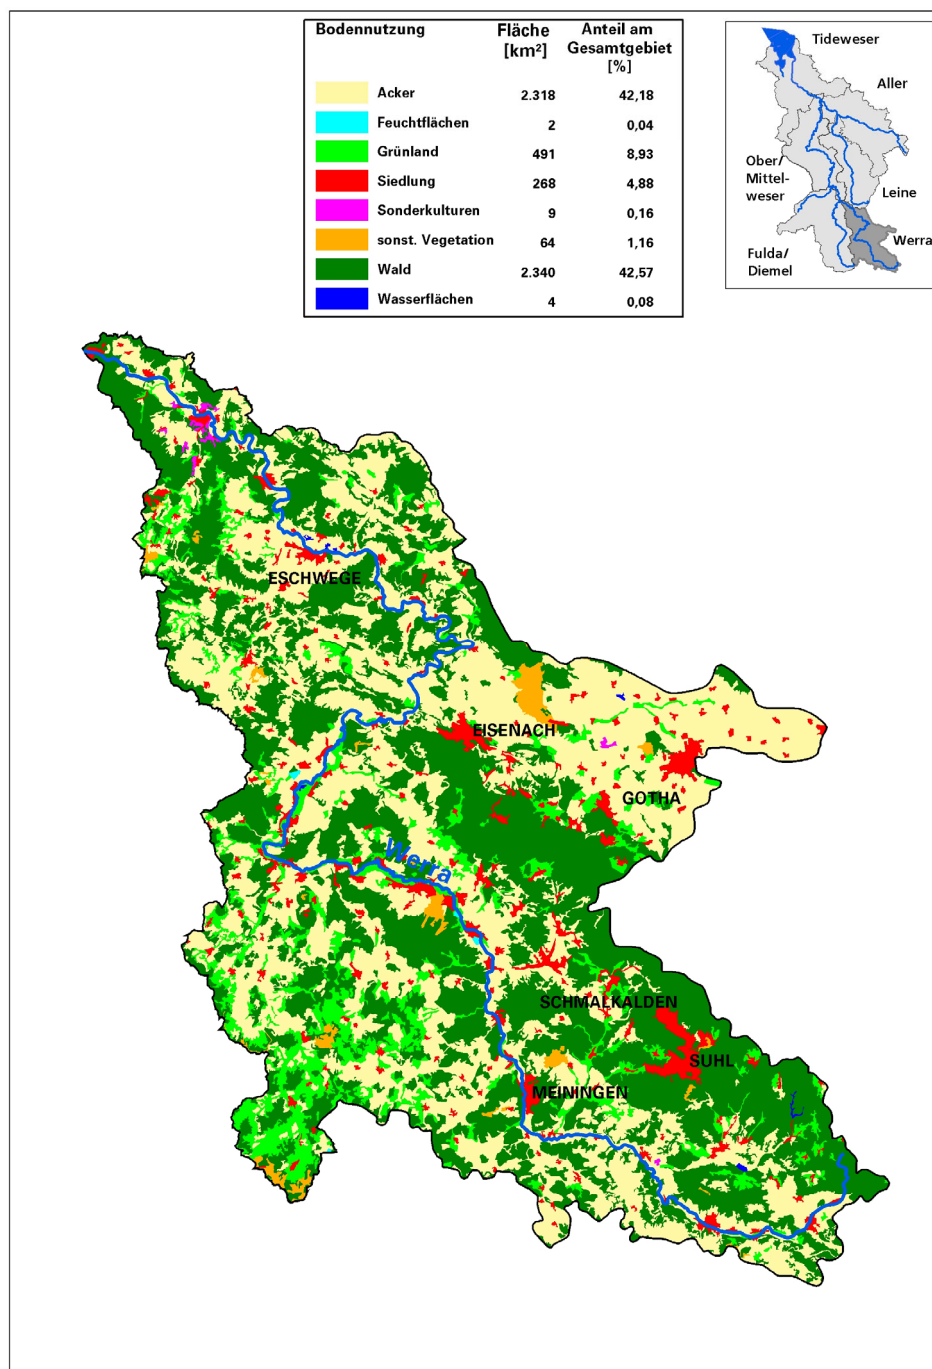 Bodennutzung Fläche [km²] Anteil am Gesamtgebiet [%]
Acker 2.318 42,18
Feuchtflächen 2 0,04
Grünland 491 8,93
Siedlung 268 4,88
Sonderkulturen 9 0,16
sonst. Vegetation 64 1,16
Wald 2.340 42,57
Wasserflächen 4 0,08
Tideweser
Aller
Ober/
Mittel-
weser
Leine
Werra
Fulda/
Diemel
ESCHWEGE
EISENACH
GOTHA
Werra
SCHMALKALDEN
SUHL
MEININGEN